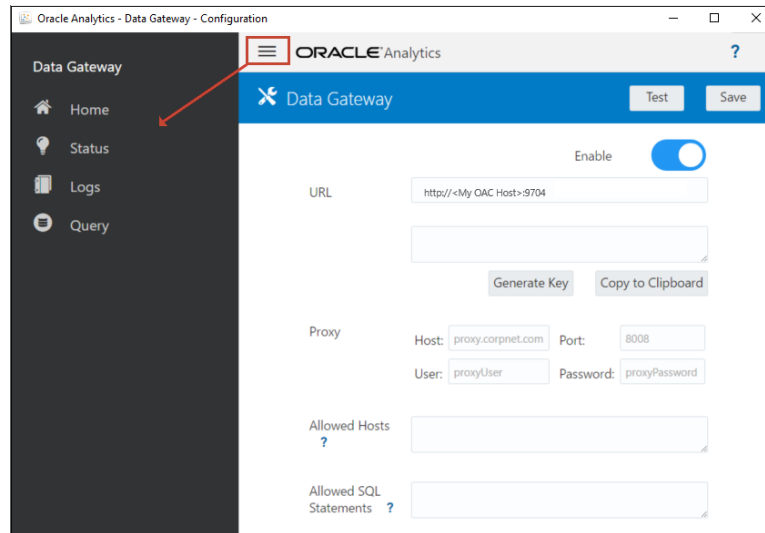 Oracle Analytics - Data Gateway - Configuration
Data Gateway
Home
Status
Logs
Query
ORACLE Analytics
?
Data Gateway
Test
Save
Enable
URL
http://<My OAC Host>:9704
Generate Key
Copy to Clipboard
Proxy
Host: proxy.corpnet.com Port: 8008
User: proxyUser Password: proxyPassword
Allowed Hosts
?
Allowed SQL
Statements ?